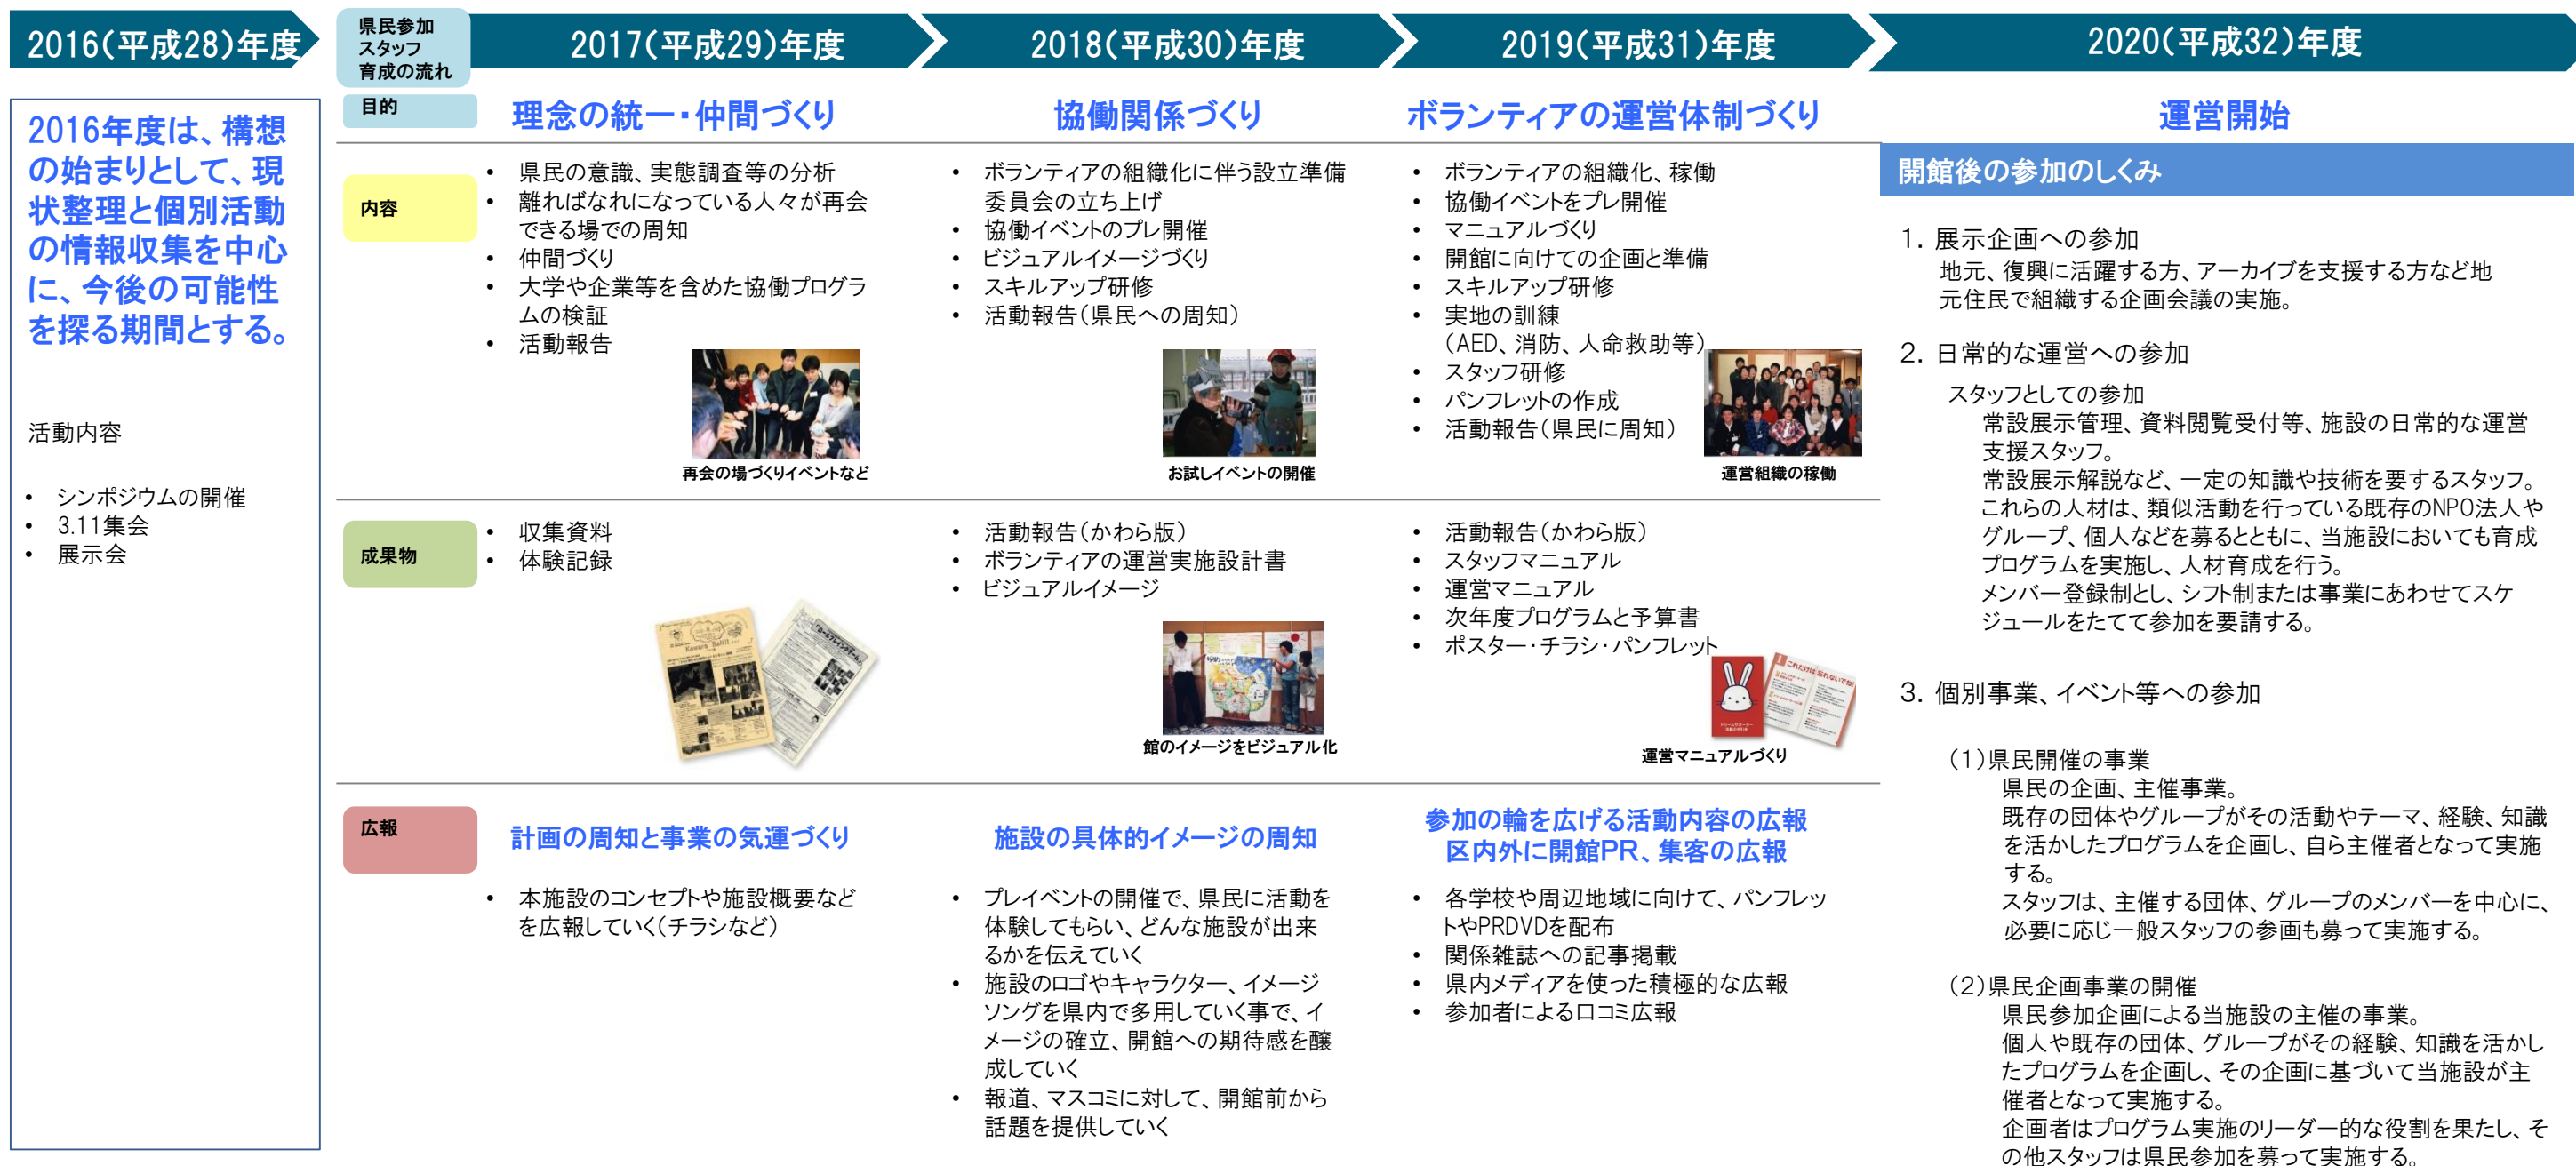 2016(平成28)年度
県民参加
スタッフ
育成の流れ
2017(平成29)年度
2018(平成30)年度
2019(平成31)年度
2020(平成32)年度
2016年度は、構想
の始まりとして、現
状整理と個別活動
の情報収集を中心
に、今後の可能性
を探る期間とする。
活動内容
• シンポジウムの開催
• 3.11集会
• 展示会
目的
理念の統一・仲間づくり
協働関係づくり
ボランティアの運営体制づくり
運営開始
内容
• 県民の意識、実態調査等の分析
• 離ればなれになっている人々が再会
できる場での周知
• 仲間づくり
• 大学や企業等を含めた協働プログラ
ムの検証
• 活動報告
再会の場づくりイベントなど
• ボランティアの組織化に伴う設立準備
委員会の立ち上げ
• 協働イベントのプレ開催
• ビジュアルイメージづくり
• スキルアップ研修
• 活動報告(県民への周知)
お試しイベントの開催
• ボランティアの組織化、稼働
• 協働イベントをプレ開催
• マニュアルづくり
• 開館に向けての企画と準備
• スキルアップ研修
• 実地の訓練
(AED、消防、人命救助等)
• スタッフ研修
• パンフレットの作成
• 活動報告(県民に周知)
運営組織の稼働
成果物
• 収集資料
• 体験記録
• 活動報告(かわら版)
• ボランティアの運営実施設計書
• ビジュアルイメージ
館のイメージをビジュアル化
• 活動報告(かわら版)
• スタッフマニュアル
• 運営マニュアル
• 次年度プログラムと予算書
• ポスター・チラシ・パンフレット
これだけは忘れないでね!
運営マニュアルづくり
広報
計画の周知と事業の気運づくり
• 本施設のコンセプトや施設概要など
を広報していく(チラシなど)
施設の具体的イメージの周知
• プレイベントの開催で、県民に活動を
体験してもらい、どんな施設が出来
るかを伝えていく
• 施設のロゴやキャラクター、イメージ
ソングを県内で多用していく事で、イ
メージの確立、開館への期待感を醸
成していく
• 報道、マスコミに対して、開館前から
話題を提供していく
参加の輪を広げる活動内容の広報
区内外に開館PR、集客の広報
• 各学校や周辺地域に向けて、パンフレッ
トやPRDVDを配布
• 関係雑誌への記事掲載
• 県内メディアを使った積極的な広報
• 参加者による口コミ広報
開館後の参加のしくみ
1. 展示企画への参加
地元、復興に活躍する方、アーカイブを支援する方など地
元住民で組織する企画会議の実施。
2. 日常的な運営への参加
スタッフとしての参加
常設展示管理、資料閲覧受付等、施設の日常的な運営
支援スタッフ。
常設展示解説など、一定の知識や技術を要するスタッフ。
これらの人材は、類似活動を行っている既存のNPO法人や
グループ、個人などを募るとともに、当施設においても育成
プログラムを実施し、人材育成を行う。
メンバー登録制とし、シフト制または事業にあわせてスケ
ジュールをたてて参加を要請する。
3. 個別事業、イベント等への参加
(1)県民開催の事業
県民の企画、主催事業。
既存の団体やグループがその活動やテーマ、経験、知識
を活かしたプログラムを企画し、自ら主催者となって実施
する。
スタッフは、主催する団体、グループのメンバーを中心に、
必要に応じ一般スタッフの参画も募って実施する。
(2)県民企画事業の開催
県民参加企画による当施設の主催の事業。
個人や既存の団体、グループがその経験、知識を活かし
たプログラムを企画し、その企画に基づいて当施設が主
催者となって実施する。
企画者はプログラム実施のリーダー的な役割を果たし、そ
の他スタッフは県民参加を募って実施する。